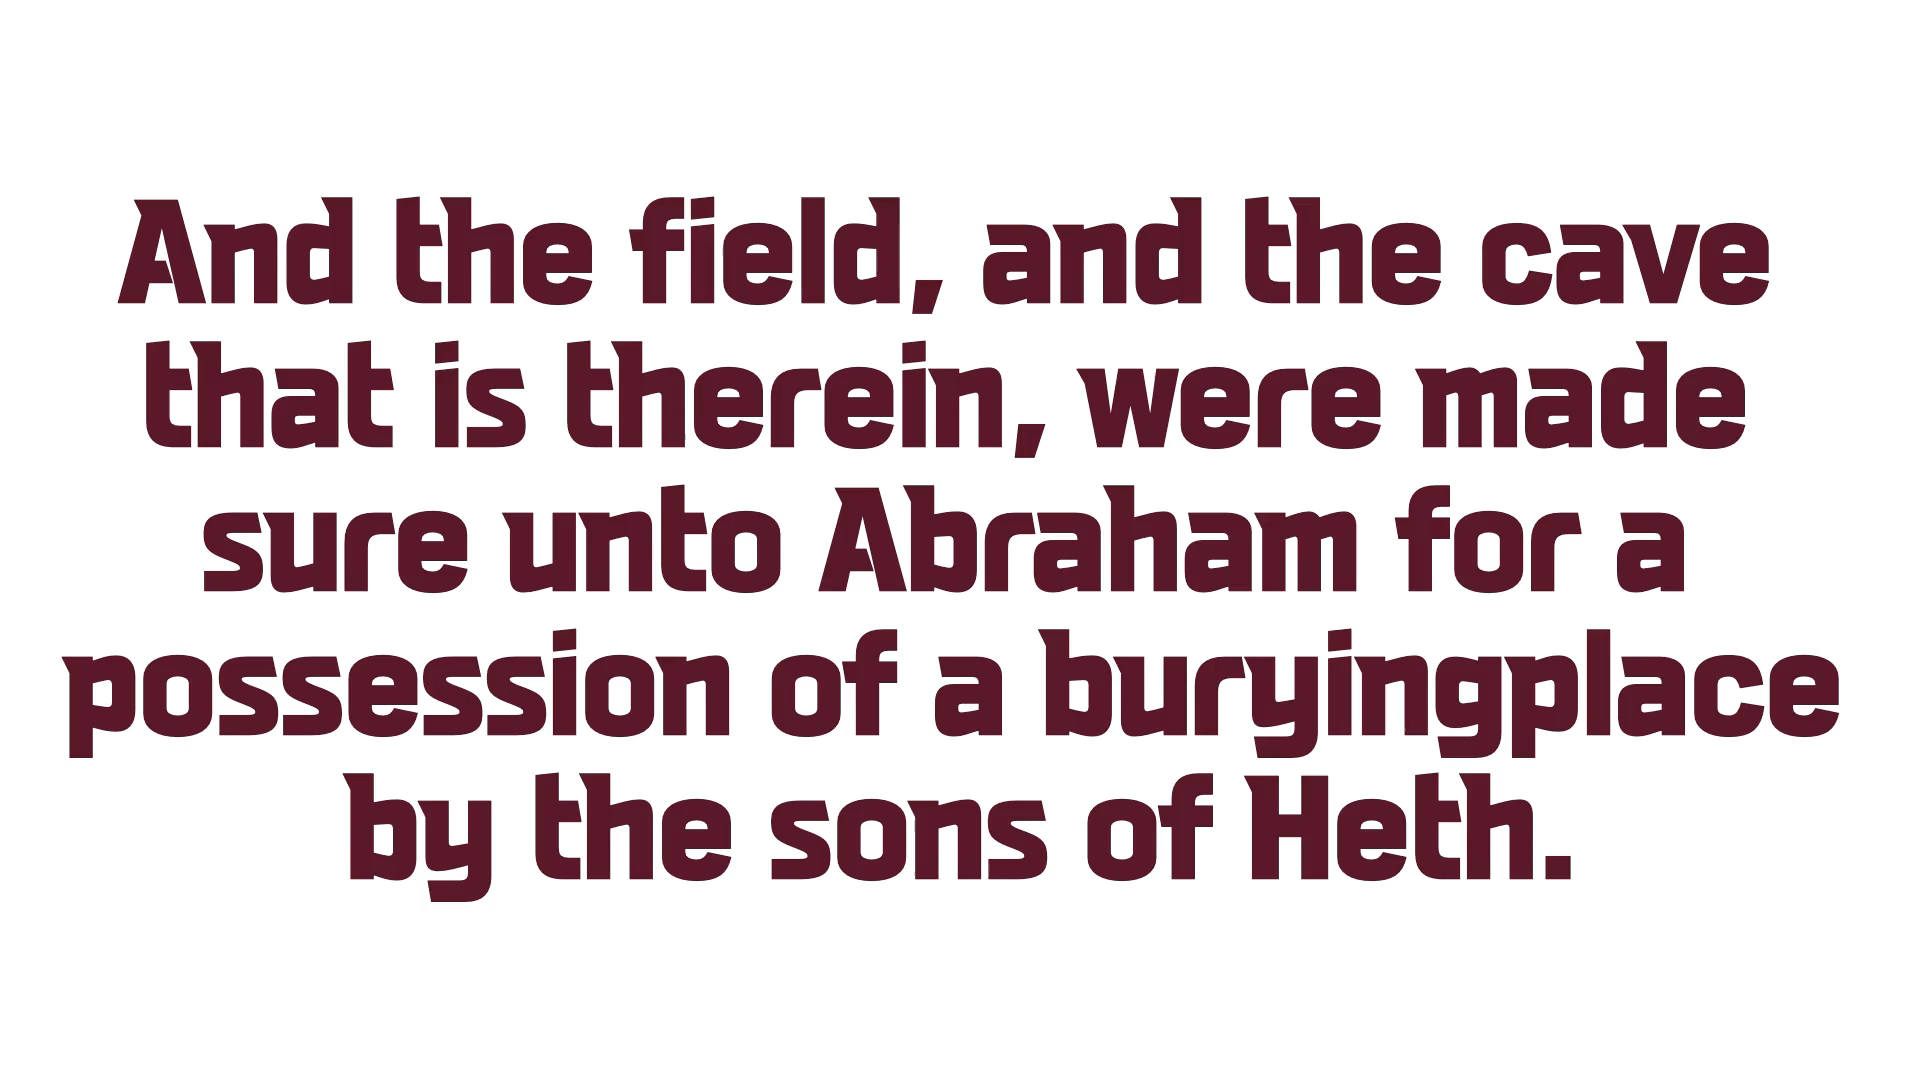 And the field, and the cave
that is therein, were made
sure unto Abraham for a
possession of a buryingplace
by the sons of Heth.